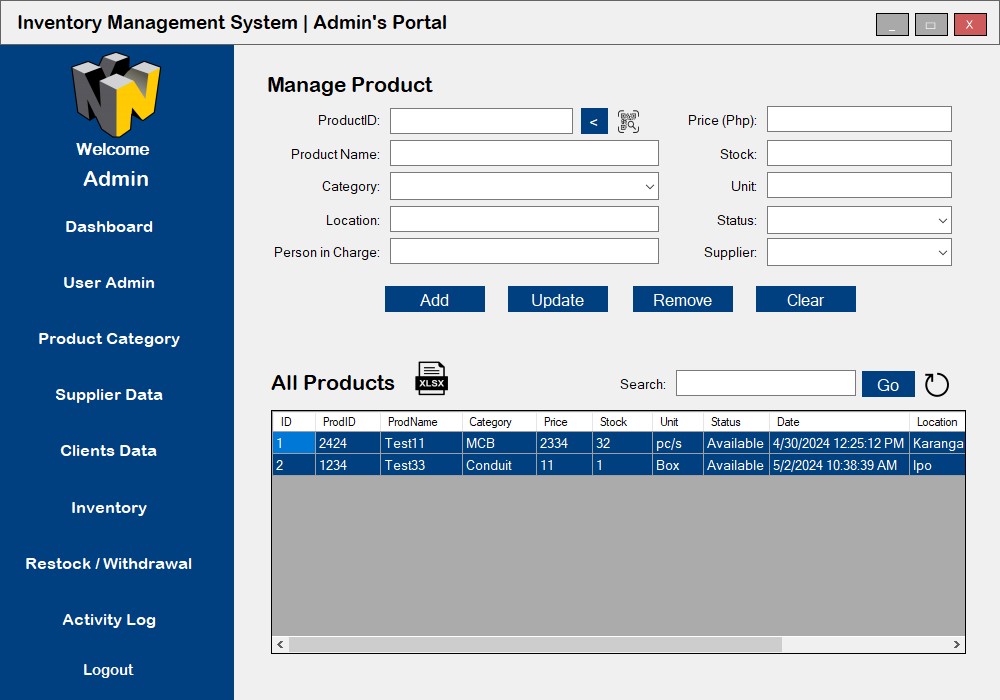 Inventory Management System | Admin's Portal
_ X
Welcome
Admin
Dashboard
User Admin
Product Category
Supplier Data
Clients Data
Inventory
Restock / Withdrawal
Activity Log
Logout
Manage Product
ProductID: < Price (Php):
Product Name: Stock:
Category: Unit:
Location: Status:
Person in Charge: Supplier:
Add Update Remove Clear
All Products XLSX Search: Go
ID ProdID ProdName Category Price Stock Unit Status Date Location
1 2424 Test11 MCB 2334 32 pc/s Available 4/30/2024 12:25:12 PM Karanga
2 1234 Test33 Conduit 11 1 Box Available 5/2/2024 10:38:39 AM Ipo